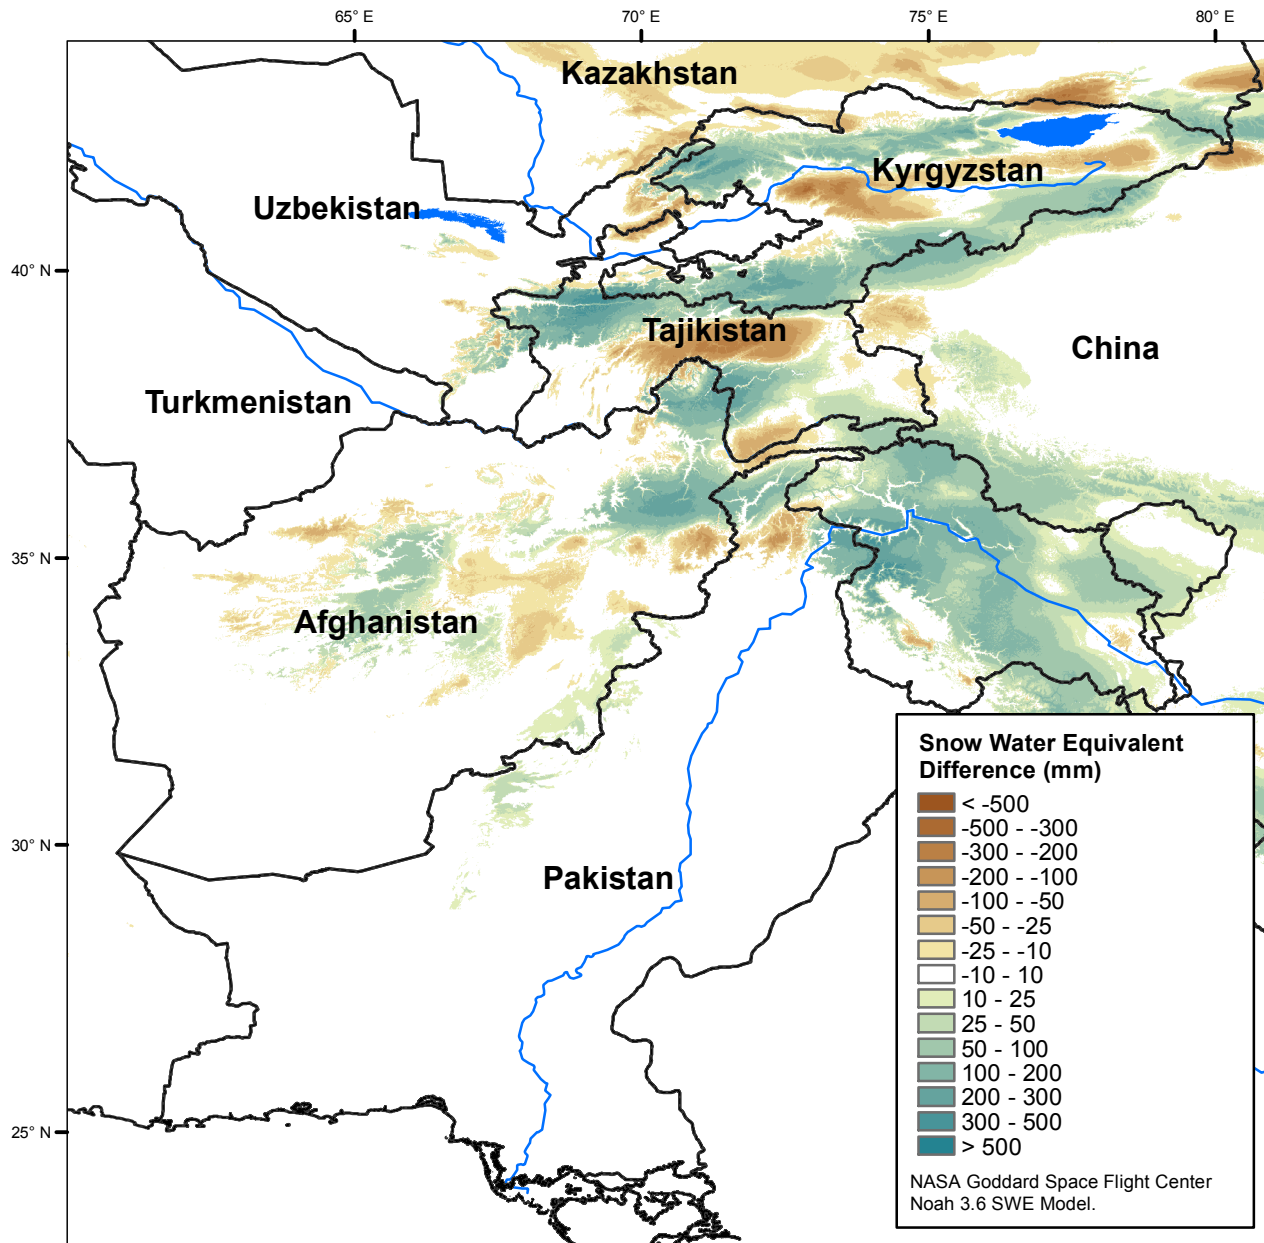 65° E
70° E
75° E
80° E
Kazakhstan
Kyrgyzstan
Uzbekistan
40° N
Tajikistan
China
Turkmenistan
35° N
Afghanistan
Snow Water Equivalent
Difference (mm)
< -500
-500 - -300
-300 - -200
-200 - -100
-100 - -50
-50 - -25
-25 - -10
-10 - 10
10 - 25
25 - 50
50 - 100
100 - 200
200 - 300
300 - 500
> 500
NASA Goddard Space Flight Center
Noah 3.6 SWE Model.
30° N
Pakistan
25° N